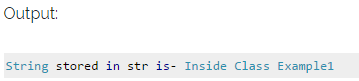 Output:
String stored in str is- Inside Class Example1